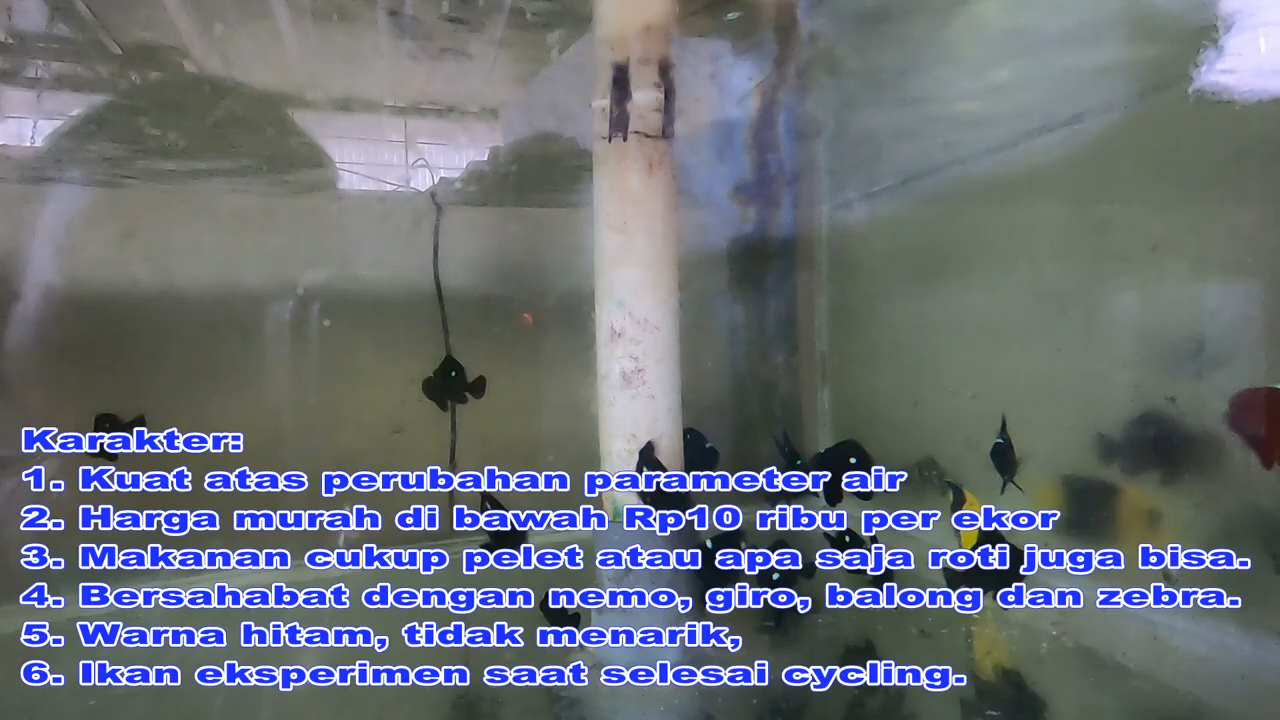 Karakter:
1. Kuat atas perubahan parameter air
2. Harga murah di bawah Rp10 ribu per ekor
3. Makanan cukup pelet atau apa saja roti juga bisa.
4. Bersahabat dengan nemo, giro, balong dan zebra.
5. Warna hitam, tidak menarik,
6. Ikan eksperimen saat selesai cycling.